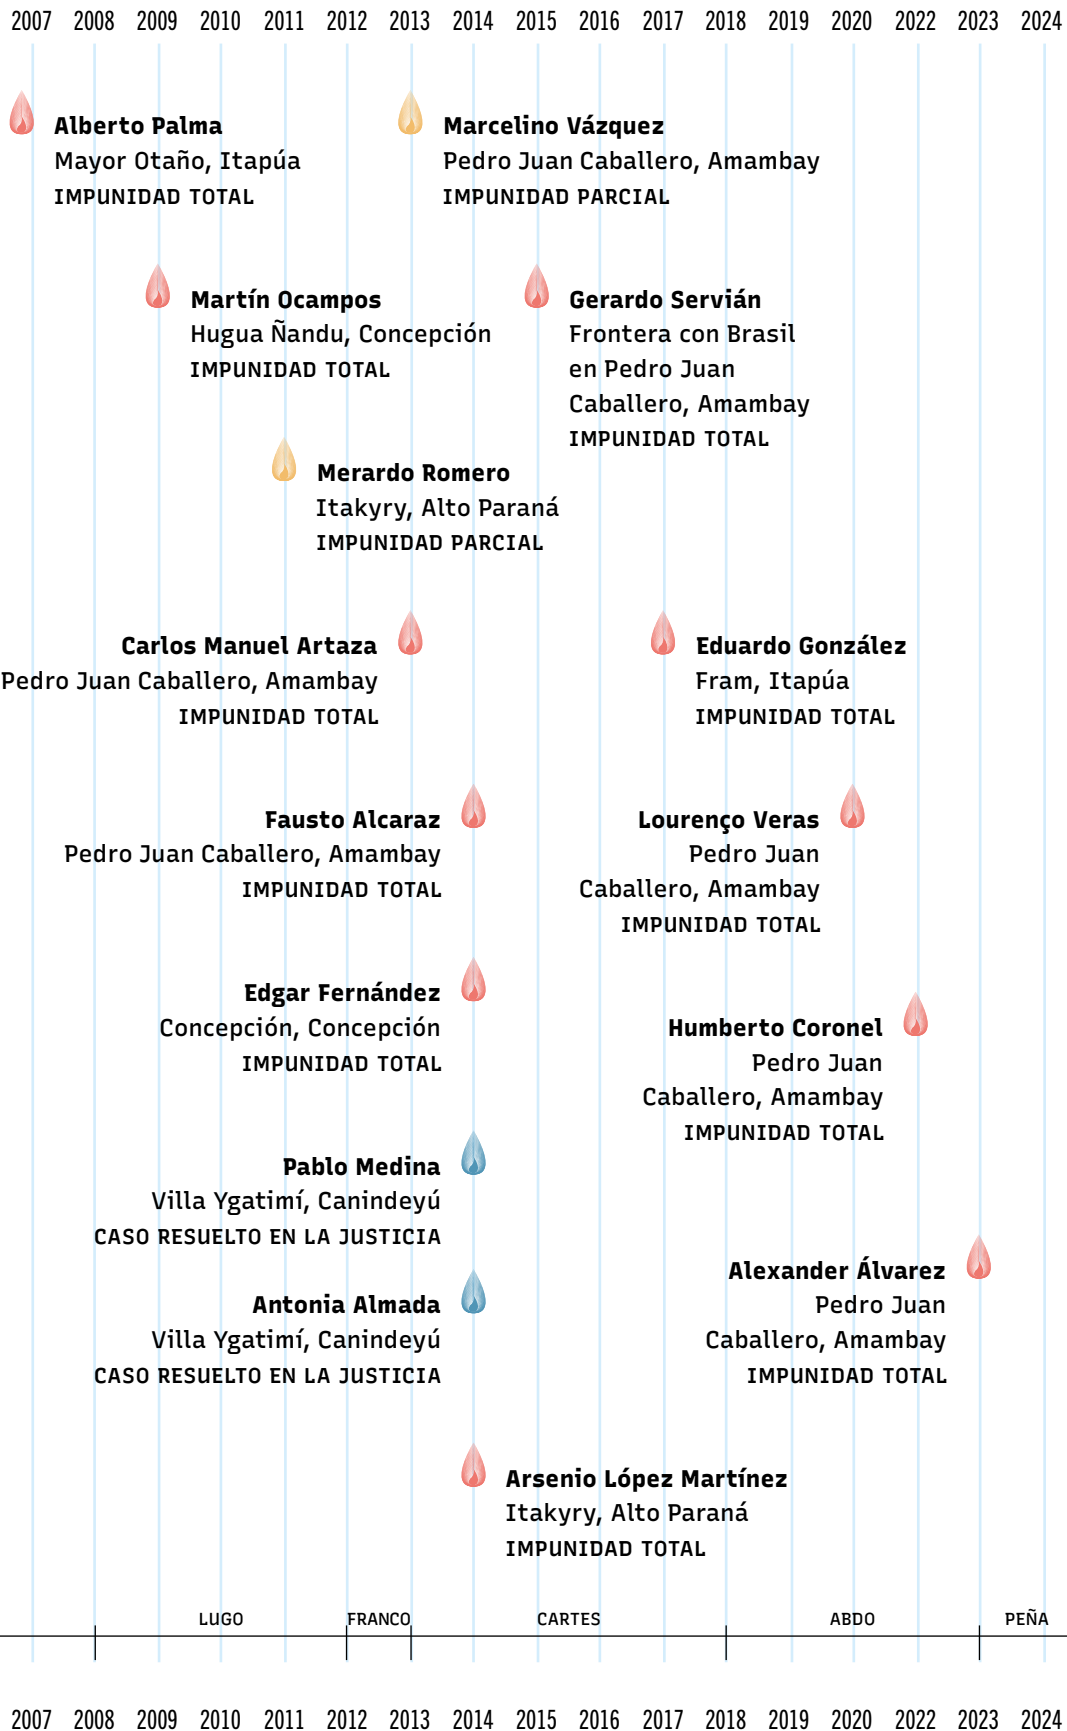 2007 2008 2009 2010 2011 2012 2013 2014 2015 2016 2017 2018 2019 2020 2022 2023 2024
Alberto Palma
Mayor Otaño, Itapúa
IMPUNIDAD TOTAL
Marcelino Vázquez
Pedro Juan Caballero, Amambay
IMPUNIDAD PARCIAL
Martín Ocampos
Hugua Ñandu, Concepción
IMPUNIDAD TOTAL
Gerardo Servián
Frontera con Brasil
en Pedro Juan
Caballero, Amambay
IMPUNIDAD TOTAL
Merardo Romero
Itakyry, Alto Paraná
IMPUNIDAD PARCIAL
Carlos Manuel Artaza
Pedro Juan Caballero, Amambay
IMPUNIDAD TOTAL
Eduardo González
Fram, Itapúa
IMPUNIDAD TOTAL
Fausto Alcaraz
Pedro Juan Caballero, Amambay
IMPUNIDAD TOTAL
Lourenço Veras
Pedro Juan
Caballero, Amambay
IMPUNIDAD TOTAL
Edgar Fernández
Concepción, Concepción
IMPUNIDAD TOTAL
Humberto Coronel
Pedro Juan
Caballero, Amambay
IMPUNIDAD TOTAL
Pablo Medina
Villa Ygatimí, Canindeyú
CASO RESUELTO EN LA JUSTICIA
Antonia Almada
Villa Ygatimí, Canindeyú
CASO RESUELTO EN LA JUSTICIA
Alexander Álvarez
Pedro Juan
Caballero, Amambay
IMPUNIDAD TOTAL
Arsenio López Martínez
Itakyry, Alto Paraná
IMPUNIDAD TOTAL
LUGO FRANCO CARTES ABDO PEÑA
2007 2008 2009 2010 2011 2012 2013 2014 2015 2016 2017 2018 2019 2020 2022 2023 2024